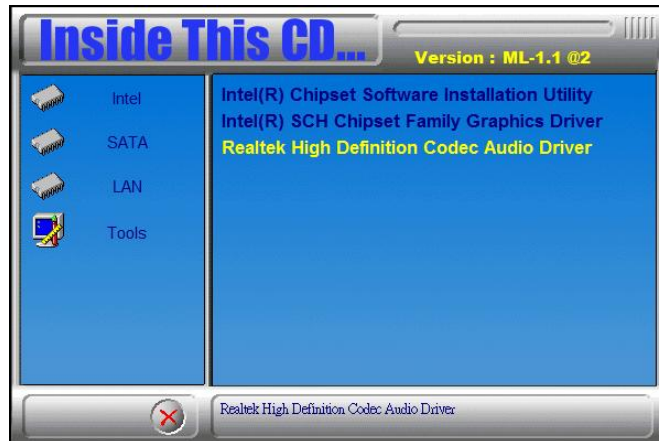 Inside This CD...
Version : ML-1.1 @2
Intel
SATA
LAN
Tools
Intel(R) Chipset Software Installation Utility
Intel(R) SCH Chipset Family Graphics Driver
Realtek High Definition Codec Audio Driver
Realtek High Definition Codec Audio Driver